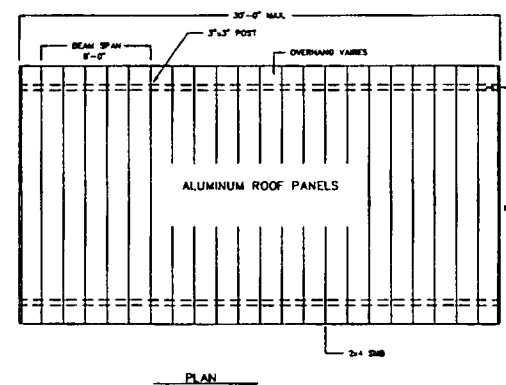 30'-0" MAX.
BEAM SPAN
8'-0"
3"x3" POST
OVERHANG VAIRES
ALUMINUM ROOF PANELS
2x4 SMB
PLAN